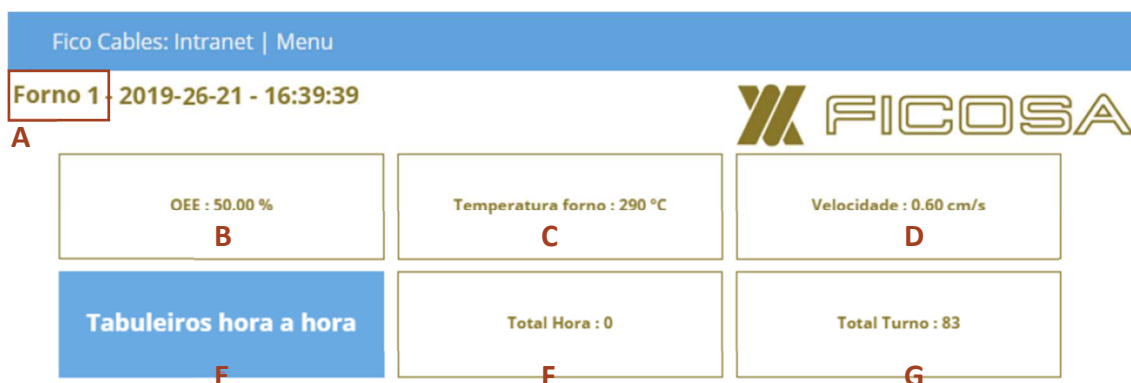 Fico Cables: Intranet | Menu
Forno 1 - 2019-26-21 - 16:39:39
A
FICOSA
OEE : 50.00 %
Temperatura forno : 290 °C
Velocidade : 0.60 cm/s
B
C
D
Tabuleiros hora a hora
Total Hora : 0
Total Turno : 83
E
F
G